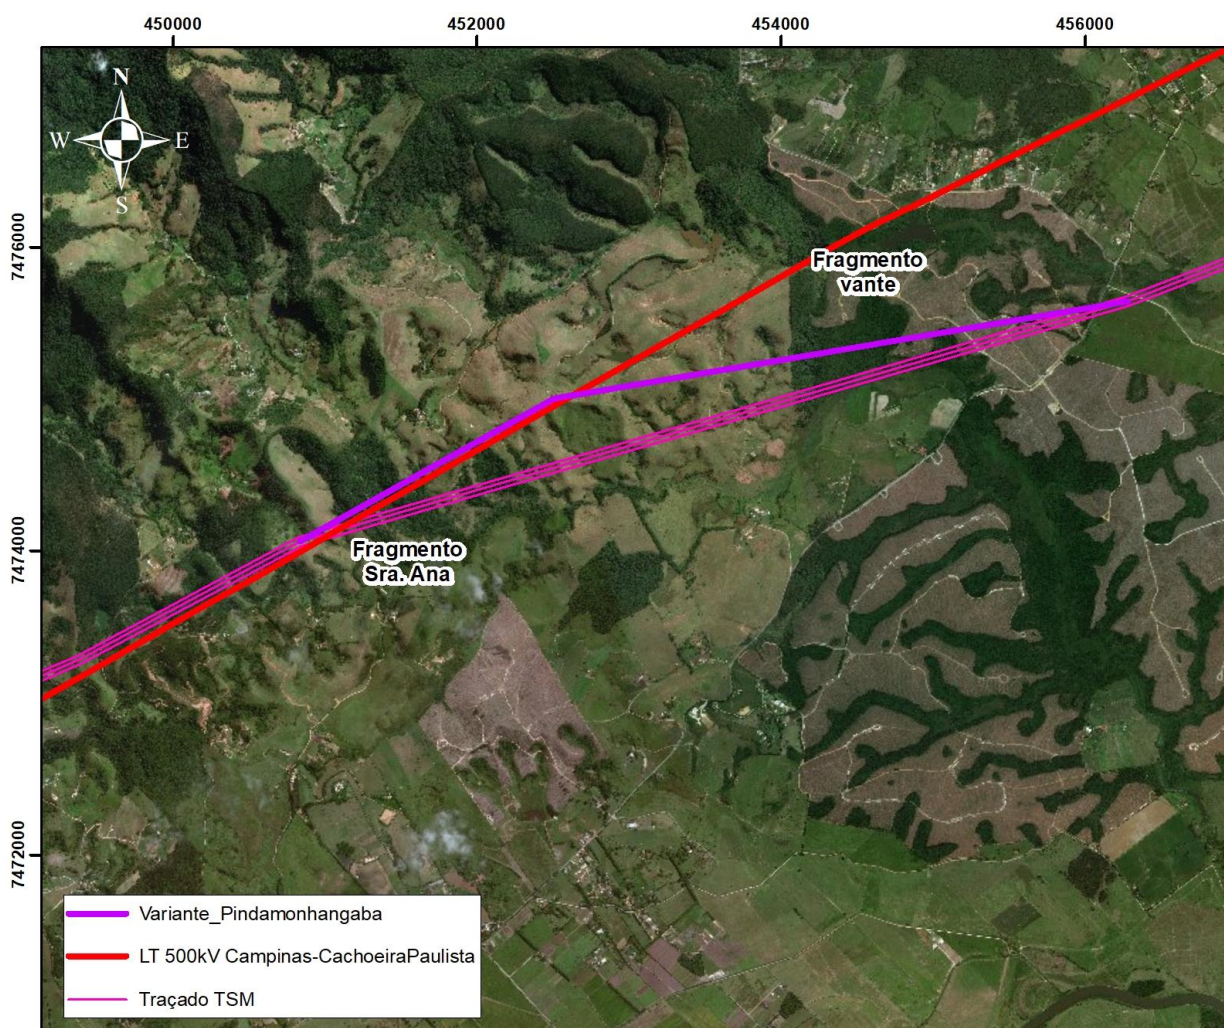 450000
452000
454000
456000
N
W
E
S
7476000
7474000
7472000
Fragmento
vante
Fragmento
Sra. Ana
Variante_Pindamonhangaba
LT 500kV Campinas-CachoeiraPaulista
Traçado TSM